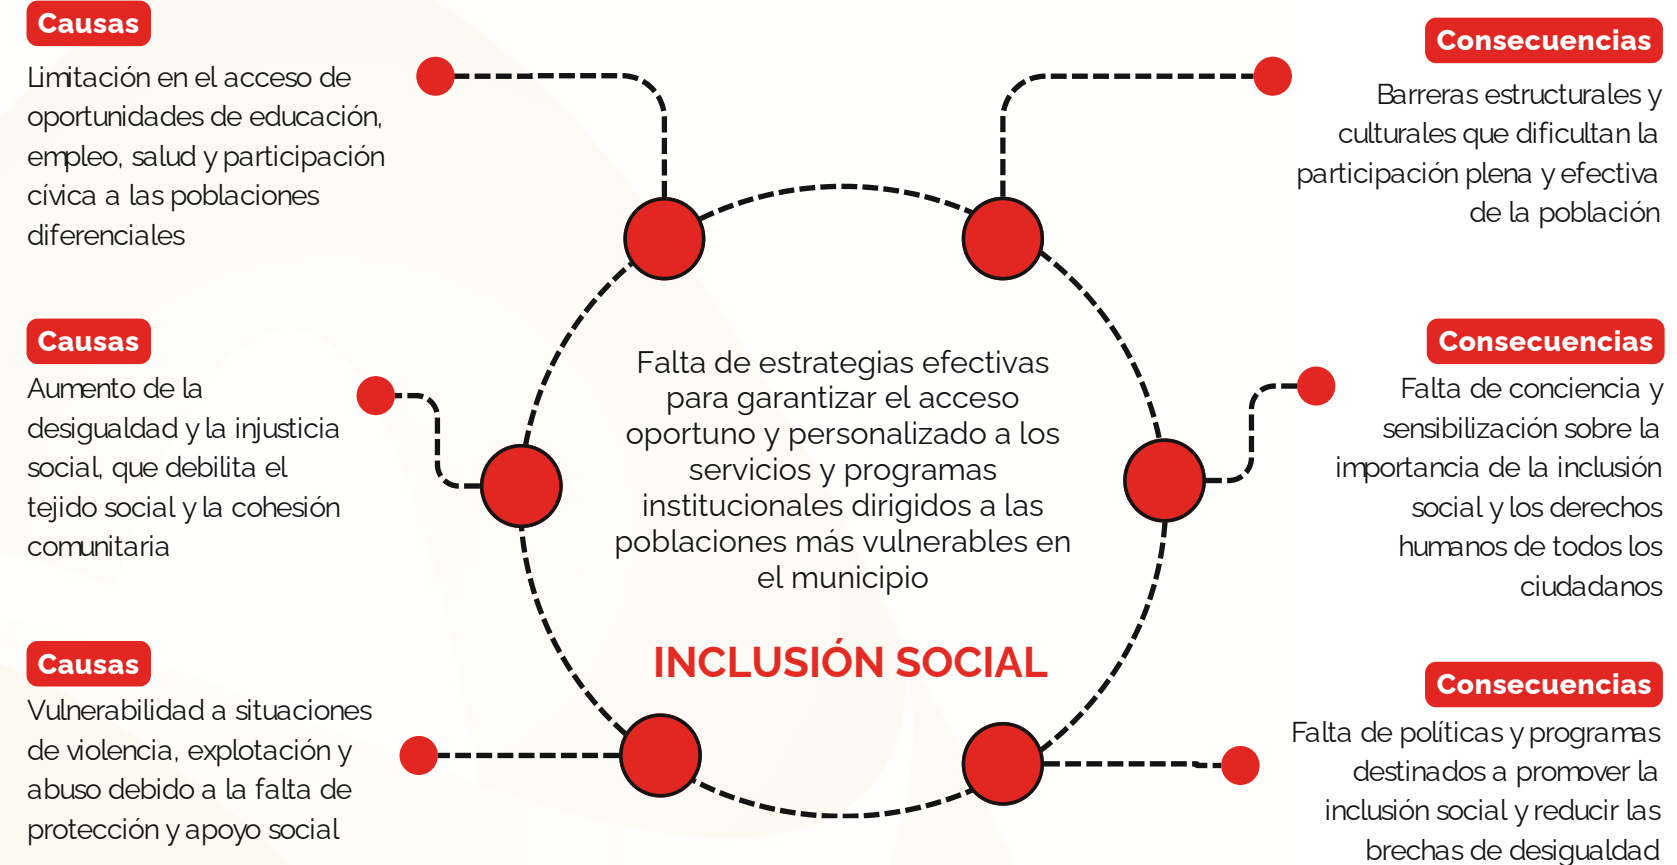 Causas
Limitación en el acceso de
oportunidades de educación,
empleo, salud y participación
cívica a las poblaciones
diferenciales
Causas
Aumento de la
desigualdad y la injusticia
social, que debilita el
tejido social y la cohesión
comunitaria
Causas
Vulnerabilidad a situaciones
de violencia, explotación y
abuso debido a la falta de
protección y apoyo social
Falta de estrategias efectivas
para garantizar el acceso
oportuno y personalizado a los
servicios y programas
institucionales dirigidos a las
poblaciones más vulnerables en
el municipio
INCLUSIÓN SOCIAL
Consecuencias
Barreras estructurales y
culturales que dificultan la
participación plena y efectiva
de la población
Consecuencias
Falta de conciencia y
sensibilización sobre la
importancia de la inclusión
social y los derechos
humanos de todos los
ciudadanos
Consecuencias
Falta de políticas y programas
destinados a promover la
inclusión social y reducir las
brechas de desigualdad